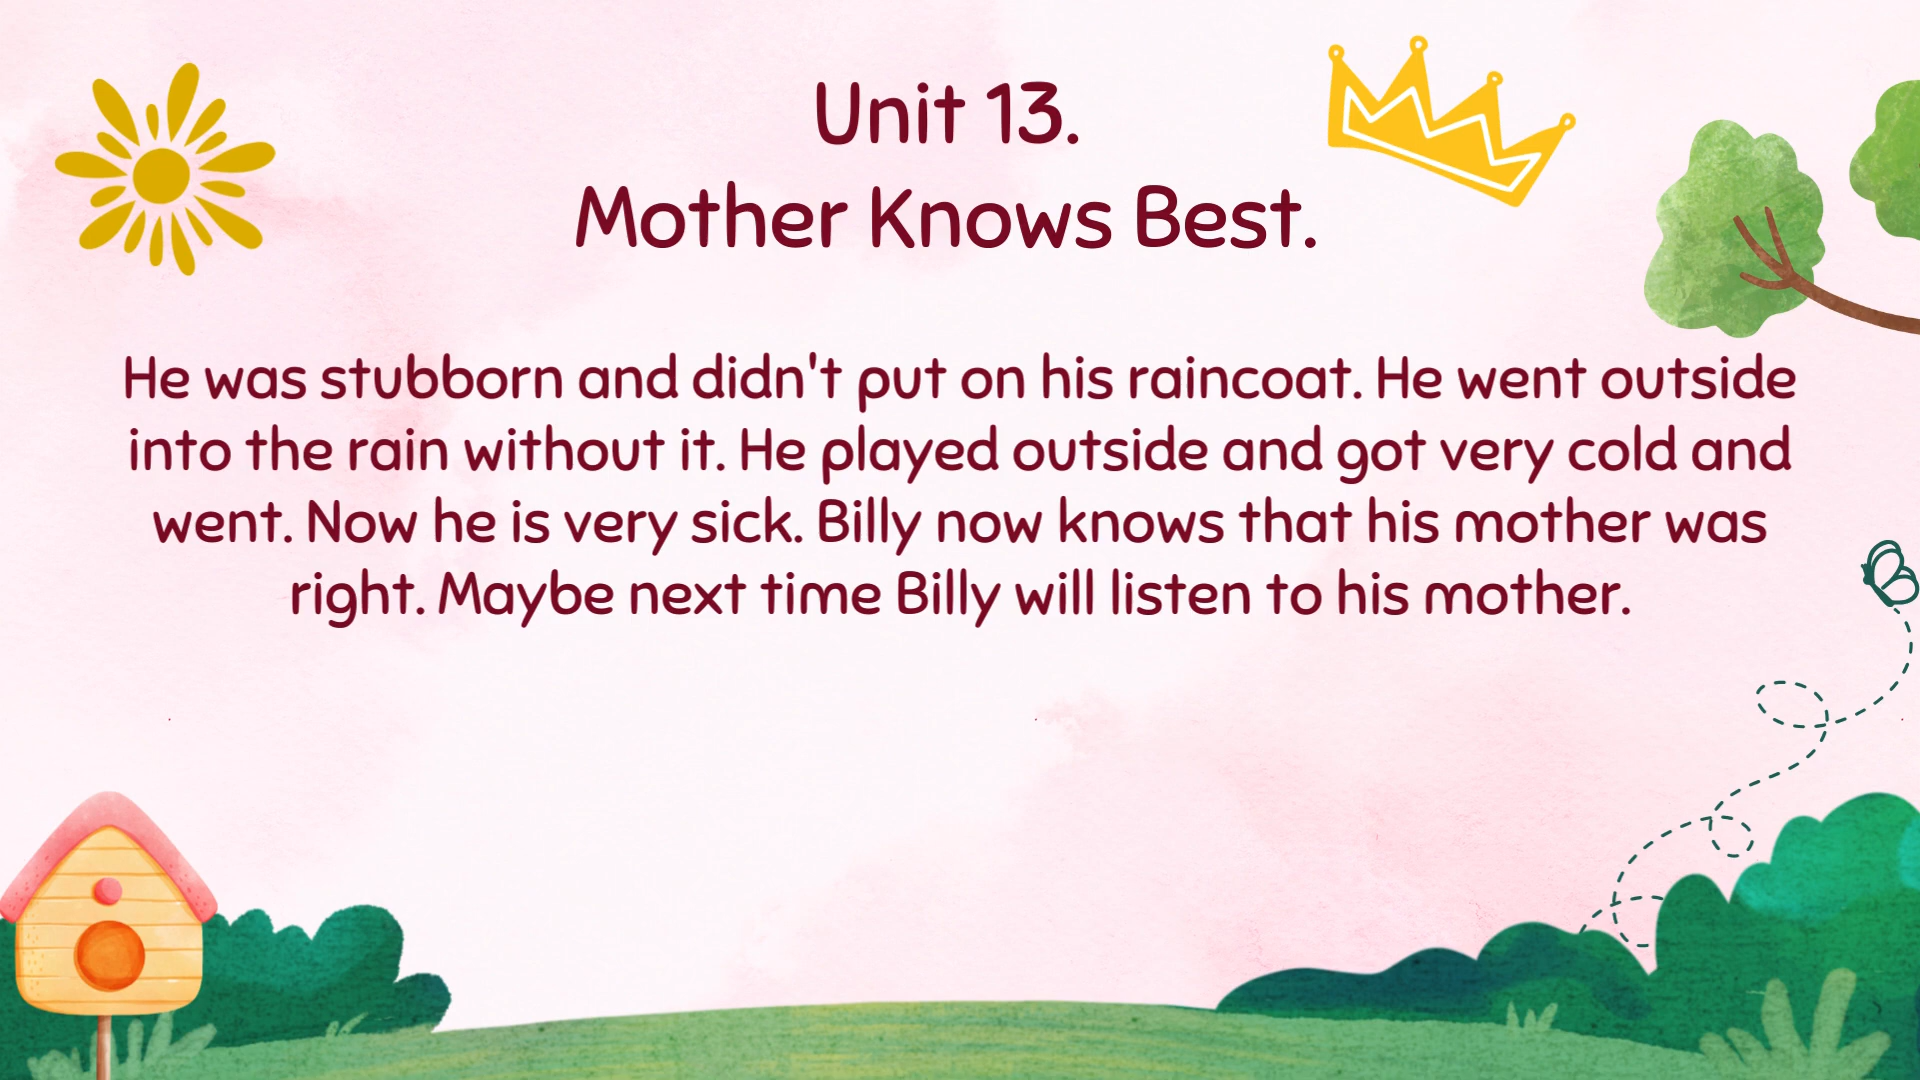 Unit 13.
Mother Knows Best.
He was stubborn and didn't put on his raincoat. He went outside
into the rain without it. He played outside and got very cold and
went. Now he is very sick. Billy now knows that his mother was
right. Maybe next time Billy will listen to his mother.